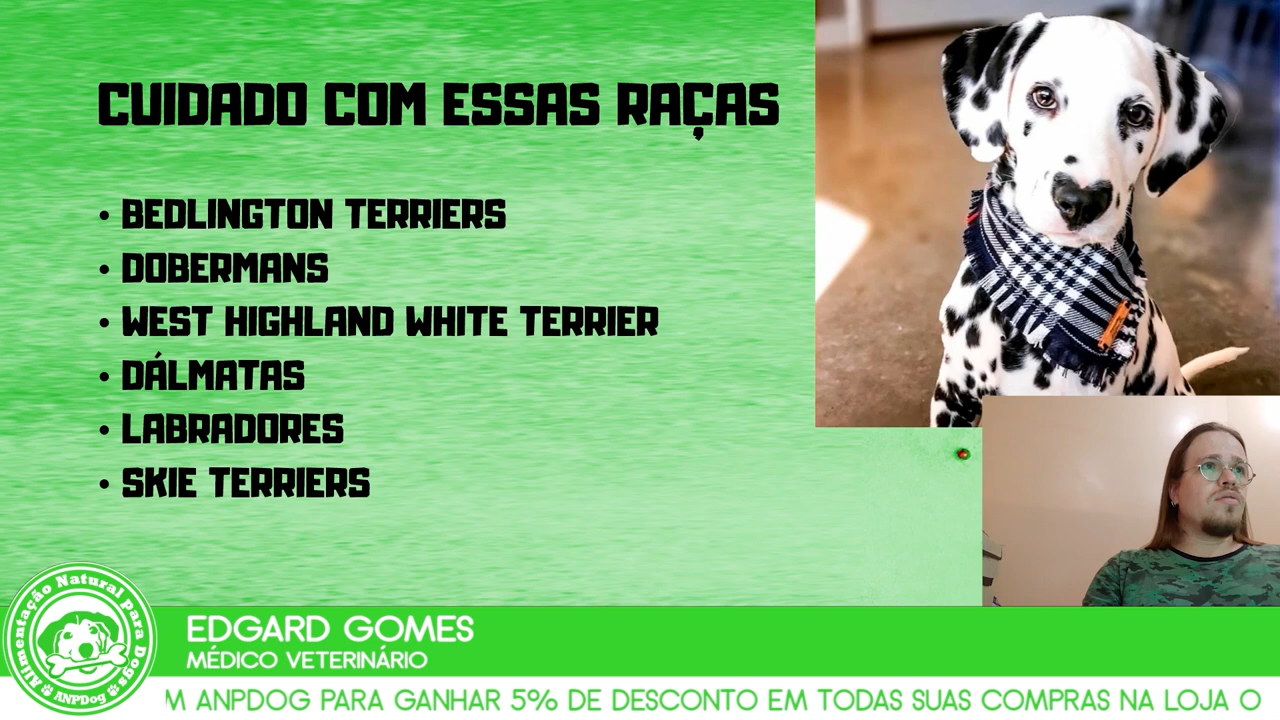 CUIDADO COM ESSAS RAÇAS
• BEDLINGTON TERRIERS
• DOBERMANS
• WEST HIGHLAND WHITE TERRIER
• DÁLMATAS
• LABRADORES
• SKIE TERRIERS
Alimentação Natural para Dogs
ANPDog
EDGARD GOMES
MÉDICO VETERINÁRIO
M ANPDOG PARA GANHAR 5% DE DESCONTO EM TODAS SUAS COMPRAS NA LOJA O